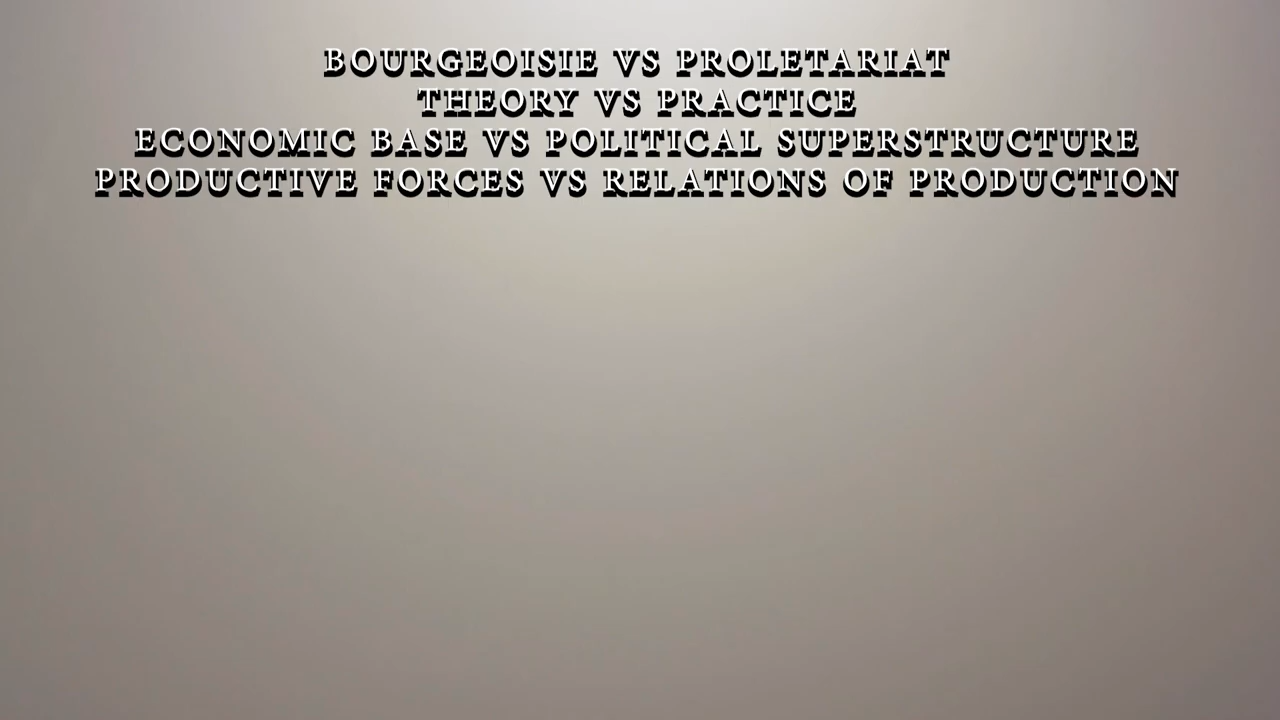 BOURGEOISIE VS PROLETARIAT
THEORY VS PRACTICE
ECONOMIC BASE VS POLITICAL SUPERSTRUCTURE
PRODUCTIVE FORCES VS RELATIONS OF PRODUCTION